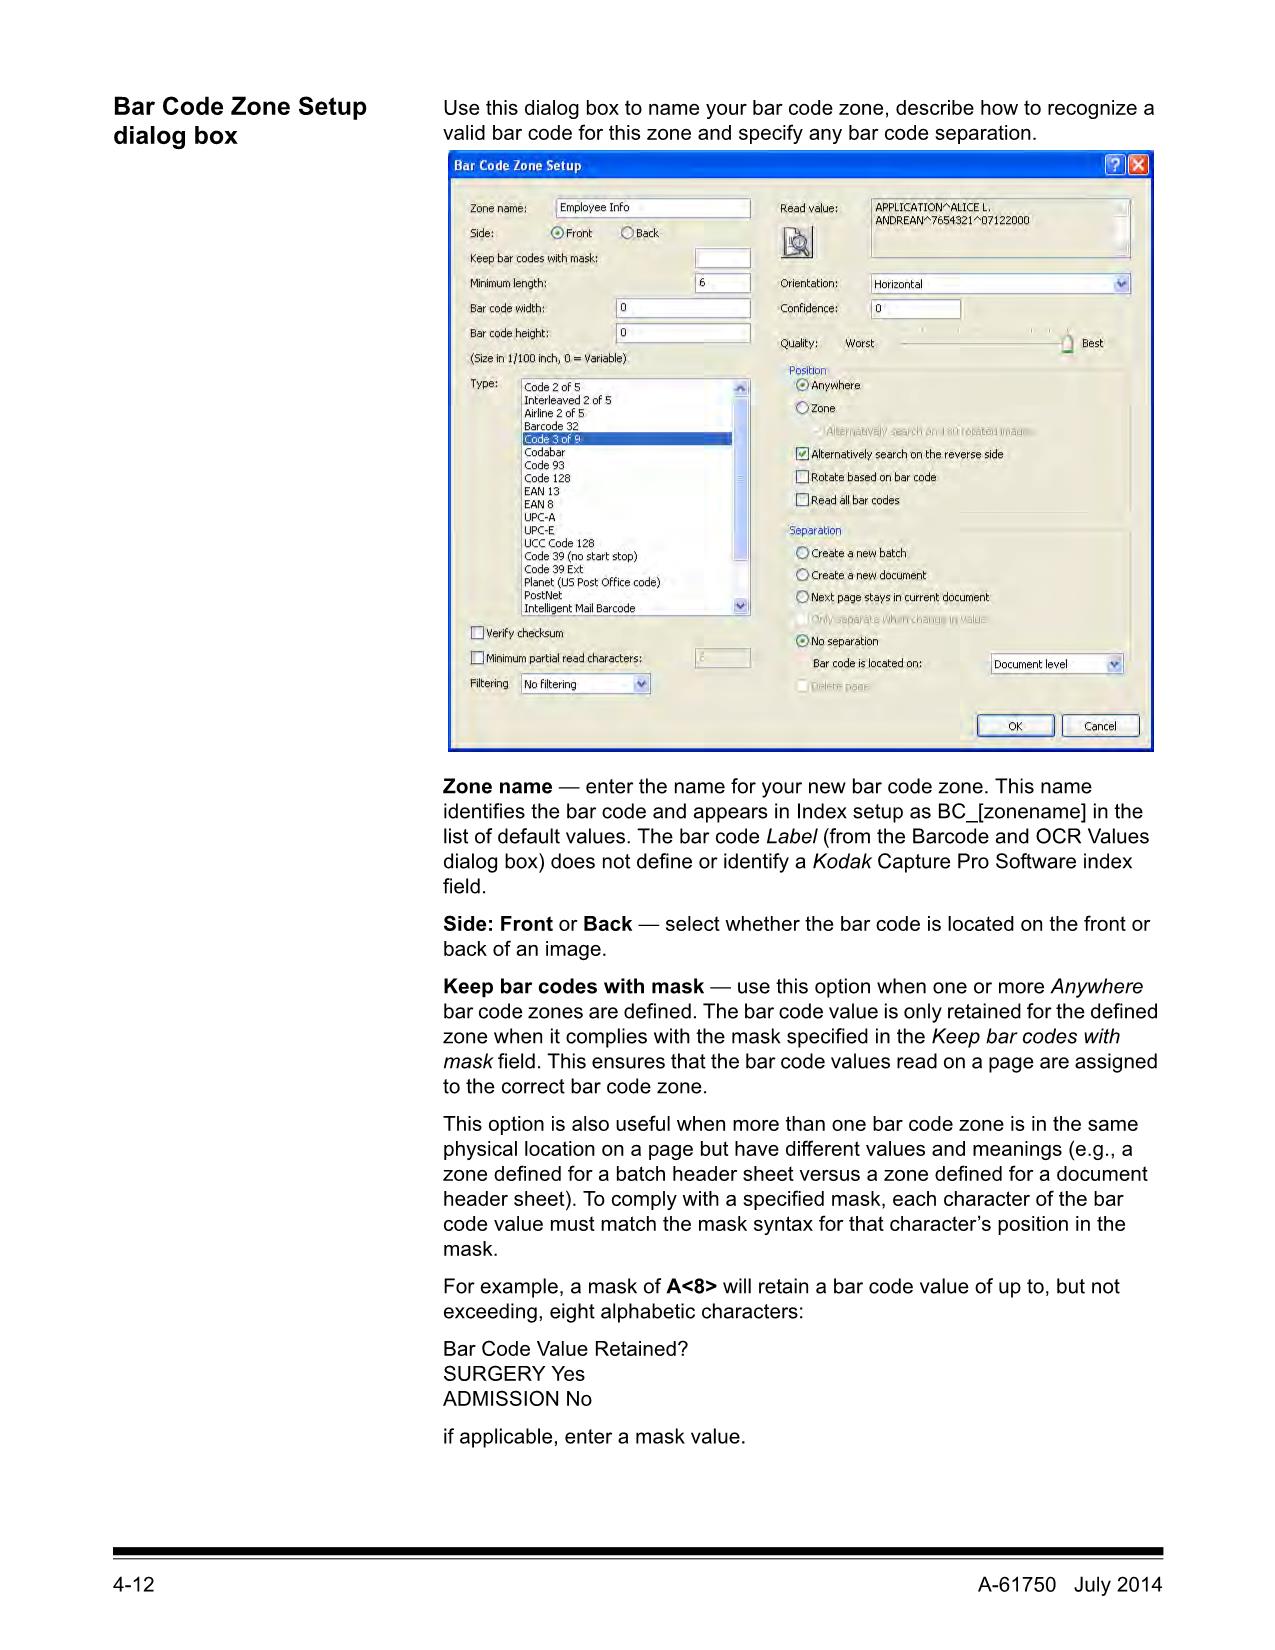 Bar Code Zone Setup
dialog box
Use this dialog box to name your bar code zone, describe how to recognize a
valid bar code for this zone and specify any bar code separation.
Bar Code Zone Setup
Zone name: Employee Info
Side: Front Back
Keep bar codes with mask:
Minimum length: 6
Bar code width: 0
Bar code height: 0
(Size in 1/100 inch, 0 = Variable)
Type:
Code 2 of 5
Interleaved 2 of 5
Airline 2 of 5
Barcode 32
Code 3 of 9
Codabar
Code 93
Code 128
EAN 13
EAN 8
UPC-A
UPC-E
UCC Code 128
Code 39 (no start stop)
Code 39 Ext
Planet (US Post Office code)
PostNet
Intelligent Mail Barcode
Verify checksum
Minimum partial read characters:
Filtering No filtering
Read value: APPLICATION^ALICE L.
ANDREAN^7654321^07122000
Orientation: Horizontal
Confidence: 0
Quality: Worst Best
Position
Anywhere
Zone
Alternatively search on 180 rotated image
Alternatively search on the reverse side
Rotate based on bar code
Read all bar codes
Separation
Create a new batch
Create a new document
Next page stays in current document
Only separate when change in value
No separation
Bar code is located on: Document level
Delete page
OK Cancel
Zone name — enter the name for your new bar code zone. This name
identifies the bar code and appears in Index setup as BC_[zonename] in the
list of default values. The bar code Label (from the Barcode and OCR Values
dialog box) does not define or identify a Kodak Capture Pro Software index
field.
Side: Front or Back — select whether the bar code is located on the front or
back of an image.
Keep bar codes with mask — use this option when one or more Anywhere
bar code zones are defined. The bar code value is only retained for the defined
zone when it complies with the mask specified in the Keep bar codes with
mask field. This ensures that the bar code values read on a page are assigned
to the correct bar code zone.
This option is also useful when more than one bar code zone is in the same
physical location on a page but have different values and meanings (e.g., a
zone defined for a batch header sheet versus a zone defined for a document
header sheet). To comply with a specified mask, each character of the bar
code value must match the mask syntax for that character’s position in the
mask.
For example, a mask of A<8> will retain a bar code value of up to, but not
exceeding, eight alphabetic characters:
Bar Code Value Retained?
SURGERY Yes
ADMISSION No
if applicable, enter a mask value.
4-12
A-61750 July 2014